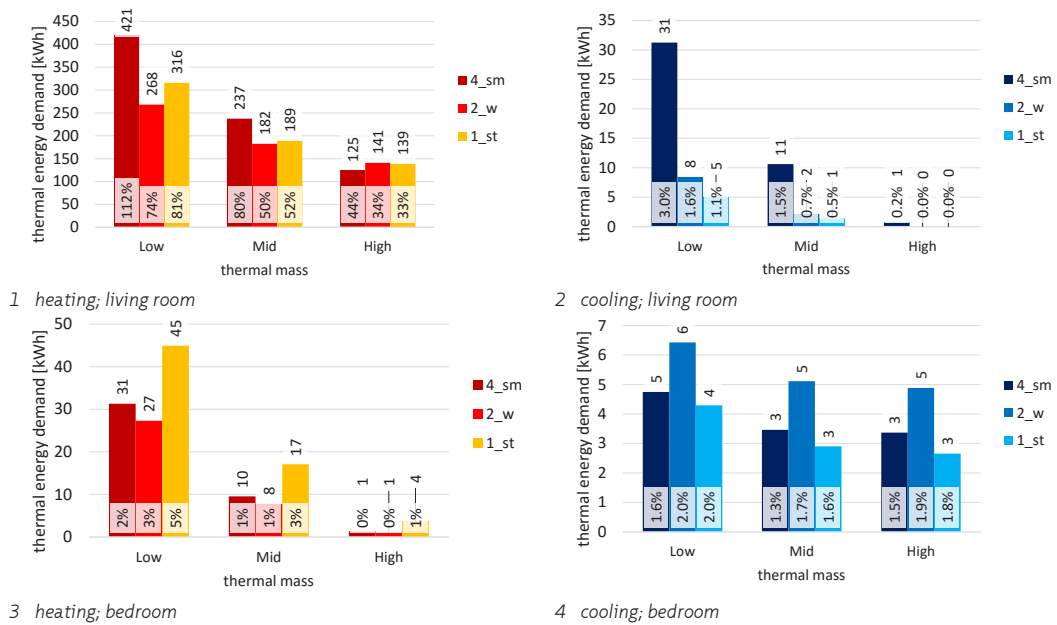 thermal energy demand [kWh]
450
400
350
300
250
200
150
100
50
0
421
268
316
237
182
189
125
141
139
112%
74%
81%
80%
50%
52%
44%
34%
33%
Low
Mid
High
thermal mass
4_sm
2_w
1_st
1 heating; living room
thermal energy demand [kWh]
35
30
25
20
15
10
5
0
31
8
5
11
2
1
1
0
0
3.0%
1.6%
1.1%
1.5%
0.7%
0.5%
0.2%
0.0%
0.0%
Low
Mid
High
thermal mass
4_sm
2_w
1_st
2 cooling; living room
thermal energy demand [kWh]
50
40
30
20
10
0
31
27
45
10
8
17
1
1
4
2%
3%
5%
1%
1%
3%
0%
0%
1%
Low
Mid
High
thermal mass
4_sm
2_w
1_st
3 heating; bedroom
thermal energy demand [kWh]
7
6
5
4
3
2
1
0
5
6
4
3
5
3
3
5
3
1.6%
2.0%
2.0%
1.3%
1.7%
1.6%
1.5%
1.9%
1.8%
Low
Mid
High
thermal mass
4_sm
2_w
1_st
4 cooling; bedroom